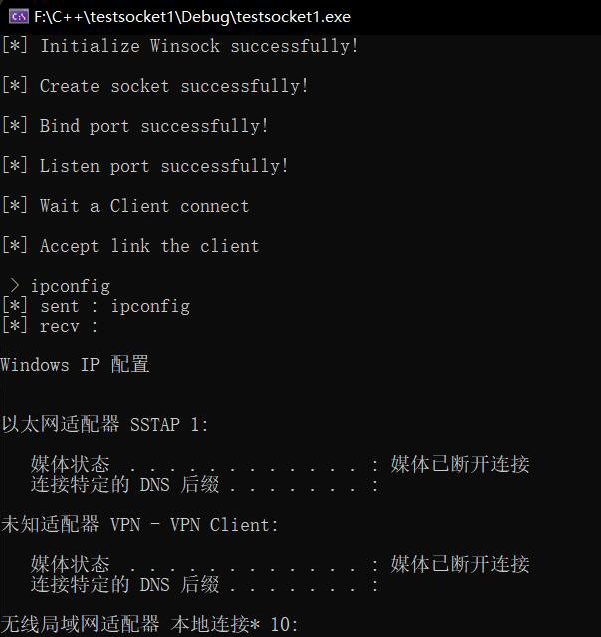 F:\C++\testsocket1\Debug\testsocket1.exe
[*] Initialize Winsock successfully!
[*] Create socket successfully!
[*] Bind port successfully!
[*] Listen port successfully!
[*] Wait a Client connect
[*] Accept link the client
> ipconfig
[*] sent : ipconfig
[*] recv :
Windows IP 配置
以太网适配器 SSTAP 1:
媒体状态 . . . . . . . . . . . . : 媒体已断开连接
连接特定的 DNS 后缀 . . . . . . . :
未知适配器 VPN - VPN Client:
媒体状态 . . . . . . . . . . . . : 媒体已断开连接
连接特定的 DNS 后缀 . . . . . . . :
无线局域网适配器 本地连接* 10: